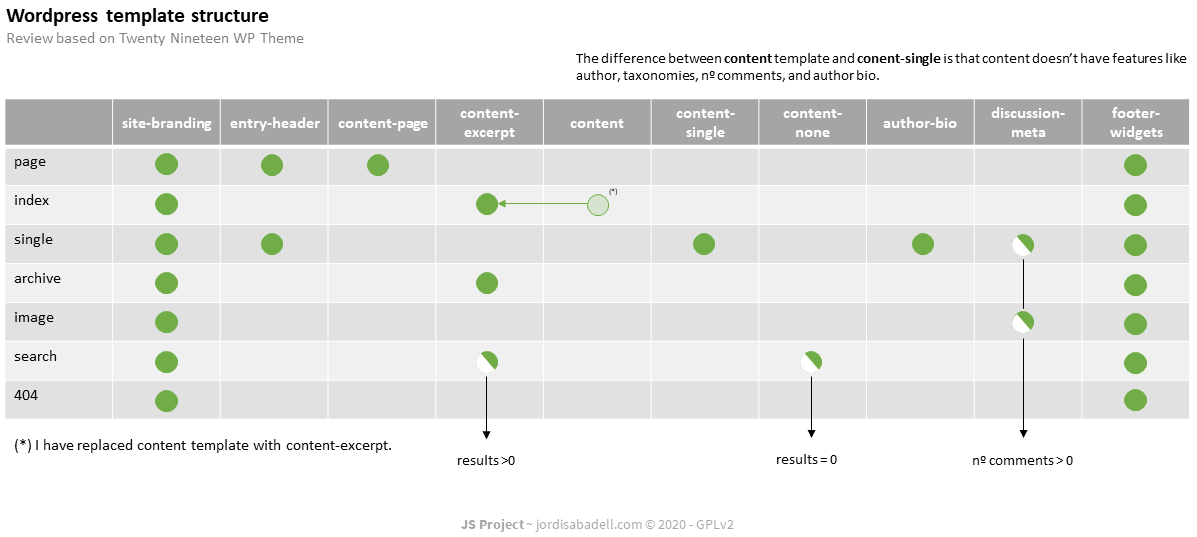 Wordpress template structure
Review based on Twenty Nineteen WP Theme
The difference between content template and conent-single is that content doesn't have features like
author, taxonomies, nº comments, and author bio.
site-branding entry-header content-page content-excerpt content content-single content-none author-bio discussion-meta footer-widgets
page
index (*)
single
archive
image
search
404
(*) I have replaced content template with content-excerpt.
results >0 results = 0 nº comments > 0
JS Project ~ jordisabadell.com © 2020 - GPLv2